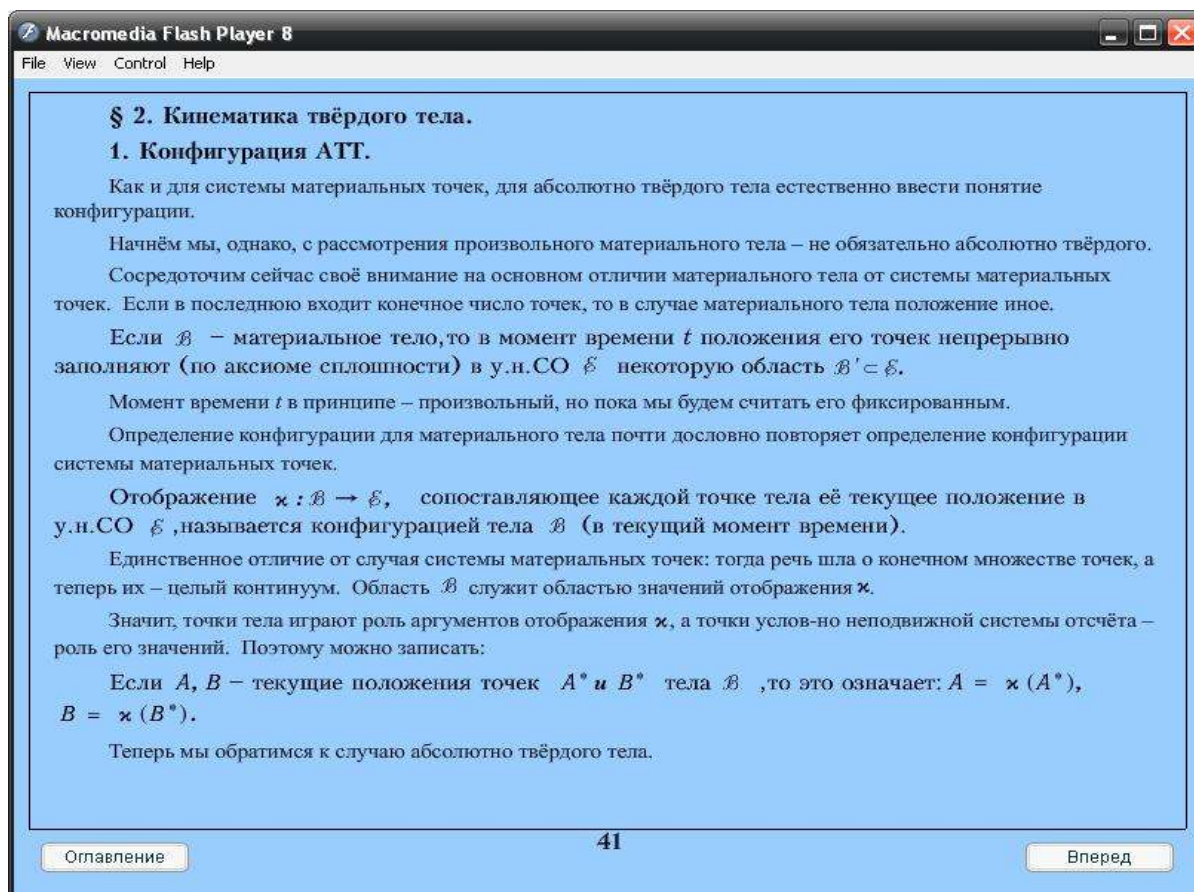 Macromedia Flash Player 8
File View Control Help
§ 2. Кинематика твёрдого тела.
1. Конфигурация АТТ.
Как и для системы материальных точек, для абсолютно твёрдого тела естественно ввести понятие
конфигурации.
Начнём мы, однако, с рассмотрения произвольного материального тела – не обязательно абсолютно твёрдого.
Сосредоточим сейчас своё внимание на основном отличии материального тела от системы материальных
точек. Если в последнюю входит конечное число точек, то в случае материального тела положение иное.
Если ℬ – материальное тело,то в момент времени t положения его точек непрерывно
заполняют (по аксиоме сплошности) в у.н.СО ℰ некоторую область ℬ' ⊂ ℰ.
Момент времени t в принципе – произвольный, но пока мы будем считать его фиксированным.
Определение конфигурации для материального тела почти дословно повторяет определение конфигурации
системы материальных точек.
Отображение ϰ : ℬ → ℰ, сопоставляющее каждой точке тела её текущее положение в
у.н.СО ℰ ,называется конфигурацией тела ℬ (в текущий момент времени).
Единственное отличие от случая системы материальных точек: тогда речь шла о конечном множестве точек, а
теперь их – целый континуум. Область ℬ служит областью значений отображения ϰ.
Значит, точки тела играют роль аргументов отображения ϰ, а точки услов-но неподвижной системы отсчёта –
роль его значений. Поэтому можно записать:
Если A, B – текущие положения точек A* и B* тела ℬ ,то это означает: A = ϰ (A*),
B = ϰ (B*).
Теперь мы обратимся к случаю абсолютно твёрдого тела.
41
Оглавление
Вперед